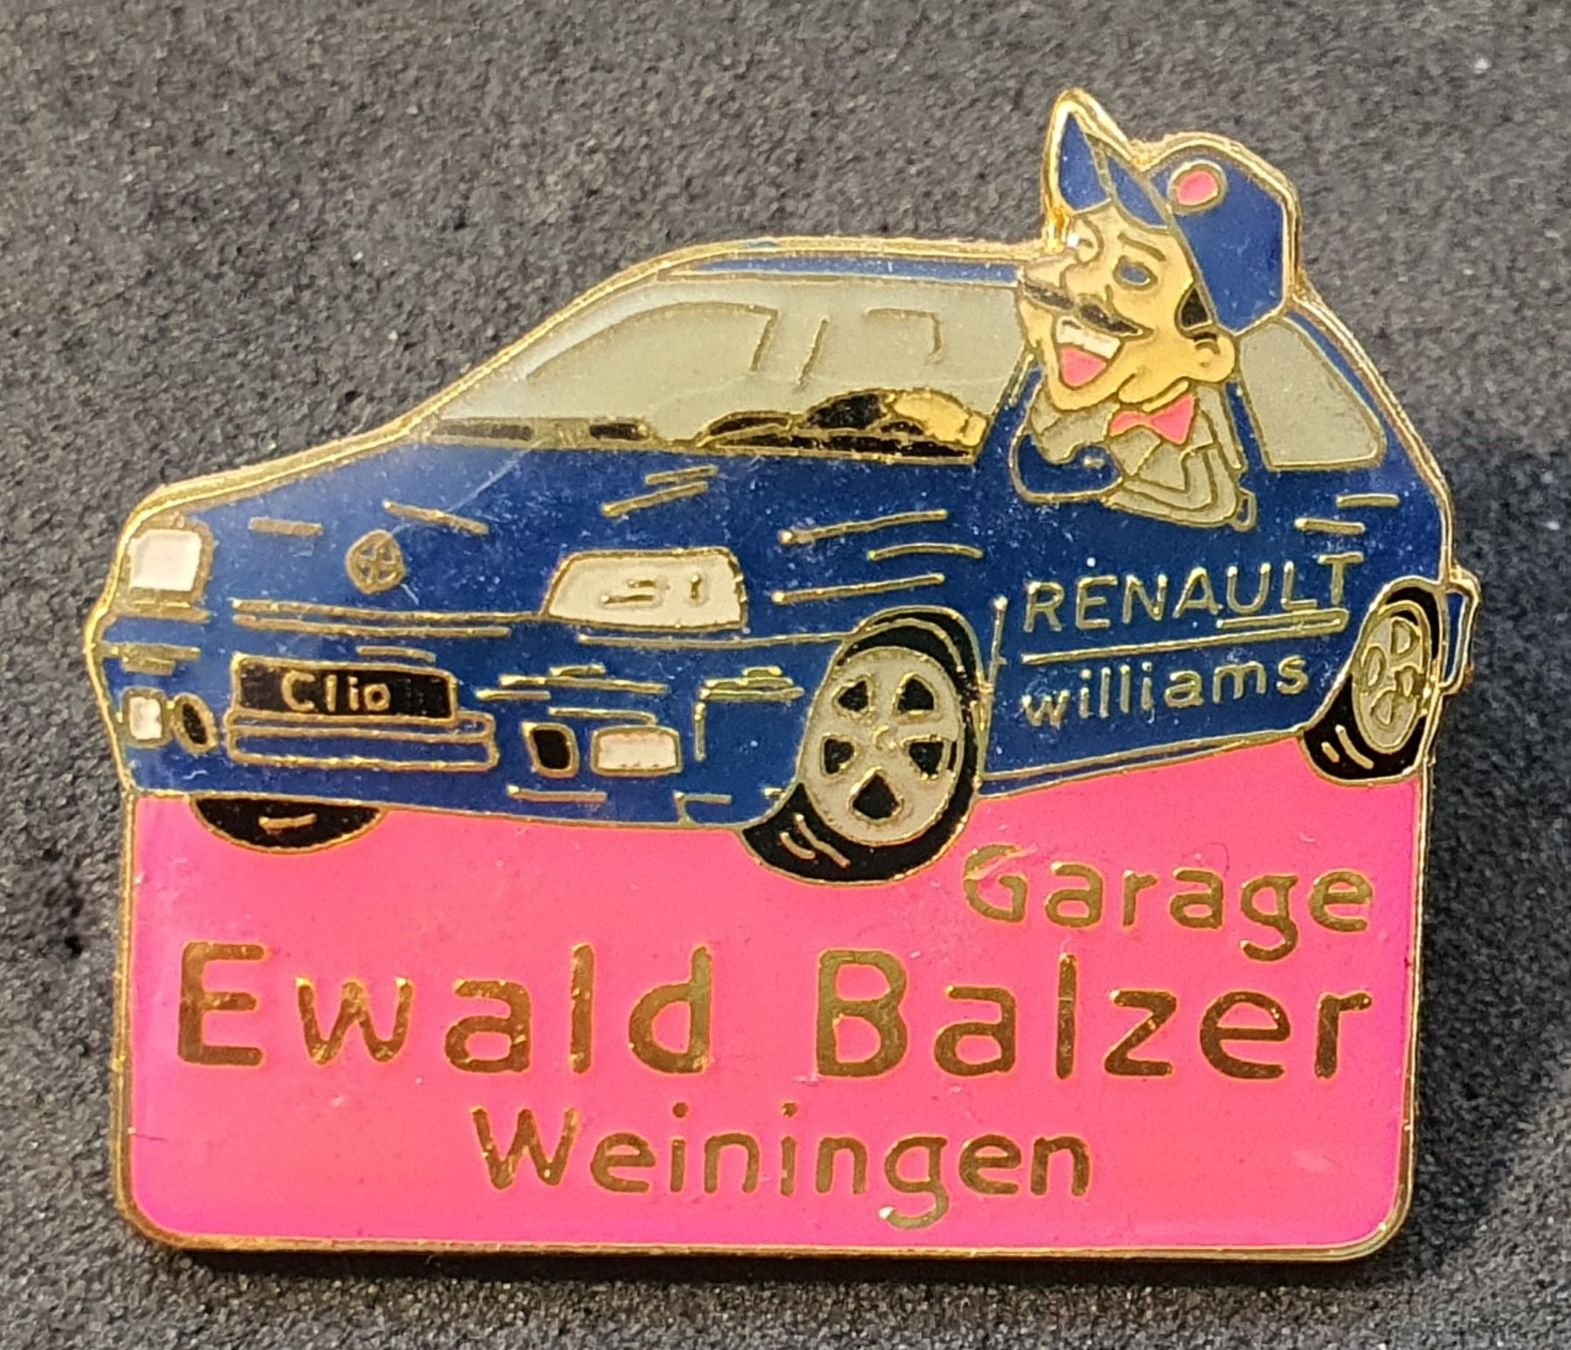 Clio
RENAULT
williams
Garage
Ewald Balzer
Weiningen